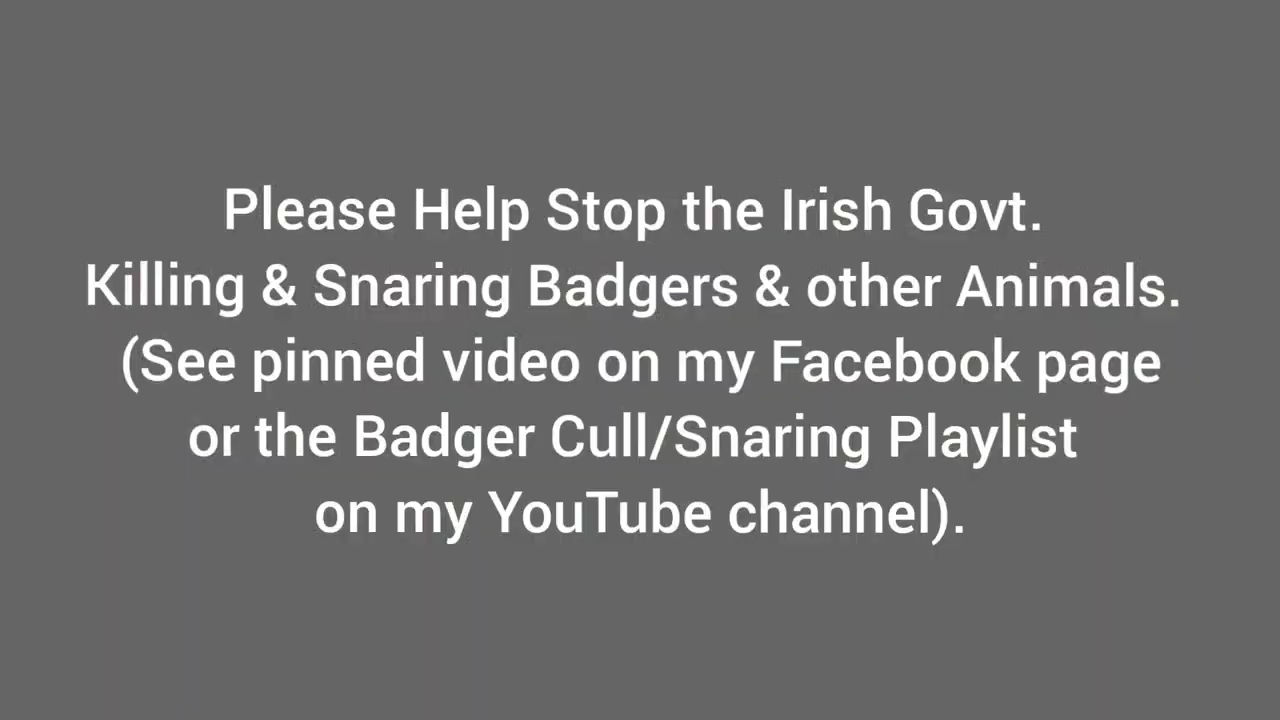 Please Help Stop the Irish Govt.
Killing & Snaring Badgers & other Animals.
(See pinned video on my Facebook page
or the Badger Cull/Snaring Playlist
on my YouTube channel).